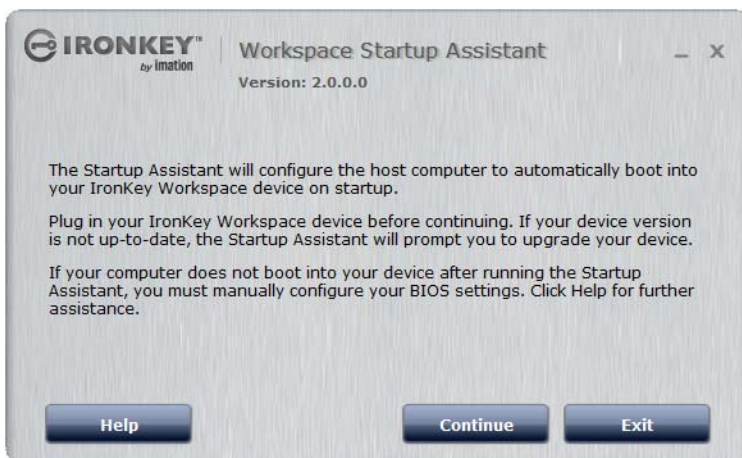 IRONKEY™
by imation
Workspace Startup Assistant
Version: 2.0.0.0
The Startup Assistant will configure the host computer to automatically boot into
your IronKey Workspace device on startup.
Plug in your IronKey Workspace device before continuing. If your device version
is not up-to-date, the Startup Assistant will prompt you to upgrade your device.
If your computer does not boot into your device after running the Startup
Assistant, you must manually configure your BIOS settings. Click Help for further
assistance.
Help
Continue
Exit